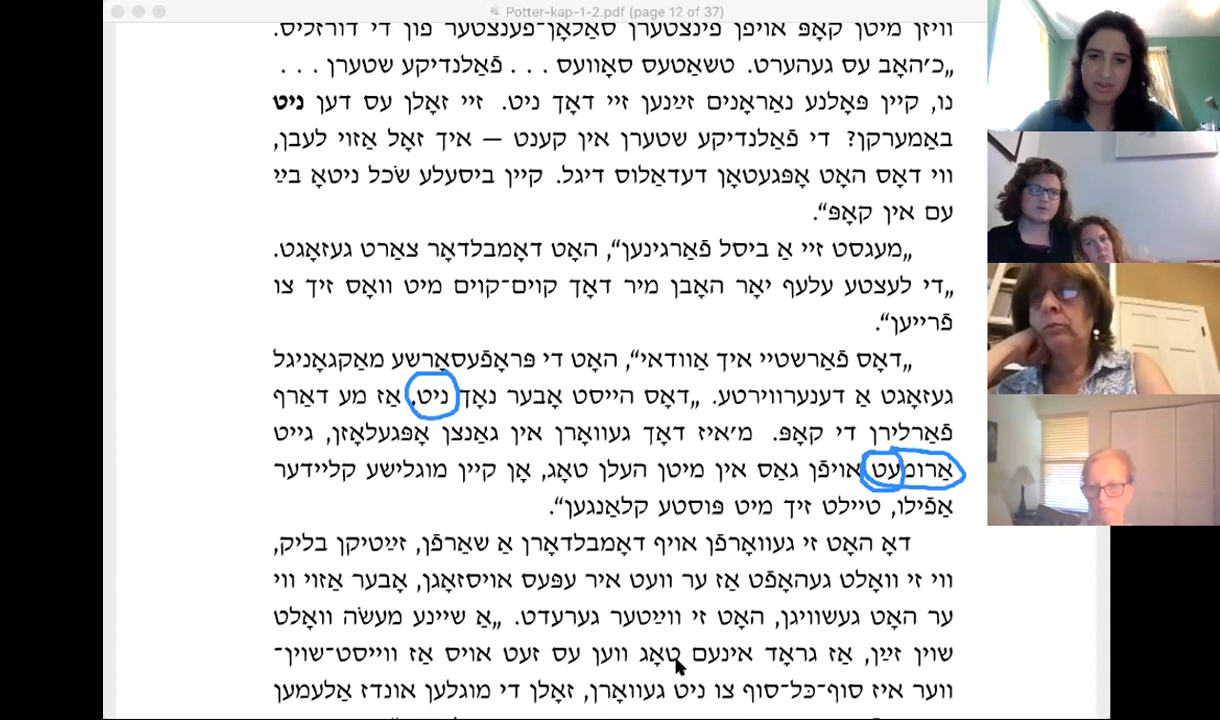 Potter-kap-1-2.pdf (page 12 of 37)
ווײַזן מיטן קאָפּ אויפֿן פֿינצטערן סאַלאָן־פֿענצטער פֿון די דורזליס.
„כ׳האָב עס געהערט. טשאַטעס סאָוועס . . . פֿאַלנדיקע שטערן . . .
נו, קיין פּאָלנע נאַראָנים זײַנען זיי דאָך ניט. זיי זאָלן עס דען ניט
באַמערקן? די פֿאַלנדיקע שטערן אין קענט — איך זאָל אַזוי לעבן,
ווי דאָס האָט אָפּגעטאָן דעדאַלוס דיגל. קיין ביסעלע שׂכל ניטאָ בײַ
עם אין קאָפּ“.
„מעגסט זיי אַ ביסל פֿאַרגינען“, האָט דאָמבלדאָר צאַרט געזאָגט.
„די לעצטע עלעף יאָר האָבן מיר דאָך קוים־קוים מיט וואָס זיך צו
פֿרייען“.
„דאָס פֿאַרשטיי איך אַוודאי“, האָט די פּראָפֿעסאָרשע מאַקגאָניגל
געזאָגט אַ דענערווירטע. „דאָס הייסט אָבער נאָך ניט, אַז מע דאַרף
פֿאַרלירן די קאָפּ. מ׳איז דאָך געוואָרן אין גאַנצן אָפּגעלאָזן, גייט
אַרומעט אויפֿן גאַס אין מיטן העלן טאָג, אָן קיין מוגלישע קליידער
אַפֿילו, טיילט זיך מיט פּוסטע קלאַנגען“.
דאָ האָט זי געוואָרפֿן אויף דאָמבלדאָרן אַ שאַרפֿן, זײַטיקן בליק,
ווי זי וואָלט געהאָפֿט אַז ער וועט איר עפּעס אויסזאָגן, אָבער אַזוי ווי
ער האָט געשוויגן, האָט זי ווײַטער גערעדט. „אַ שיינע מעשׂה וואָלט
שוין זײַן, אַז גראָד אינעם טאָג ווען עס זעט אויס אַז ווייסט־שוין־
ווער איז סוף־כּל־סוף צו ניט געוואָרן, זאָלן די מוגלען אונדז אַלעמען